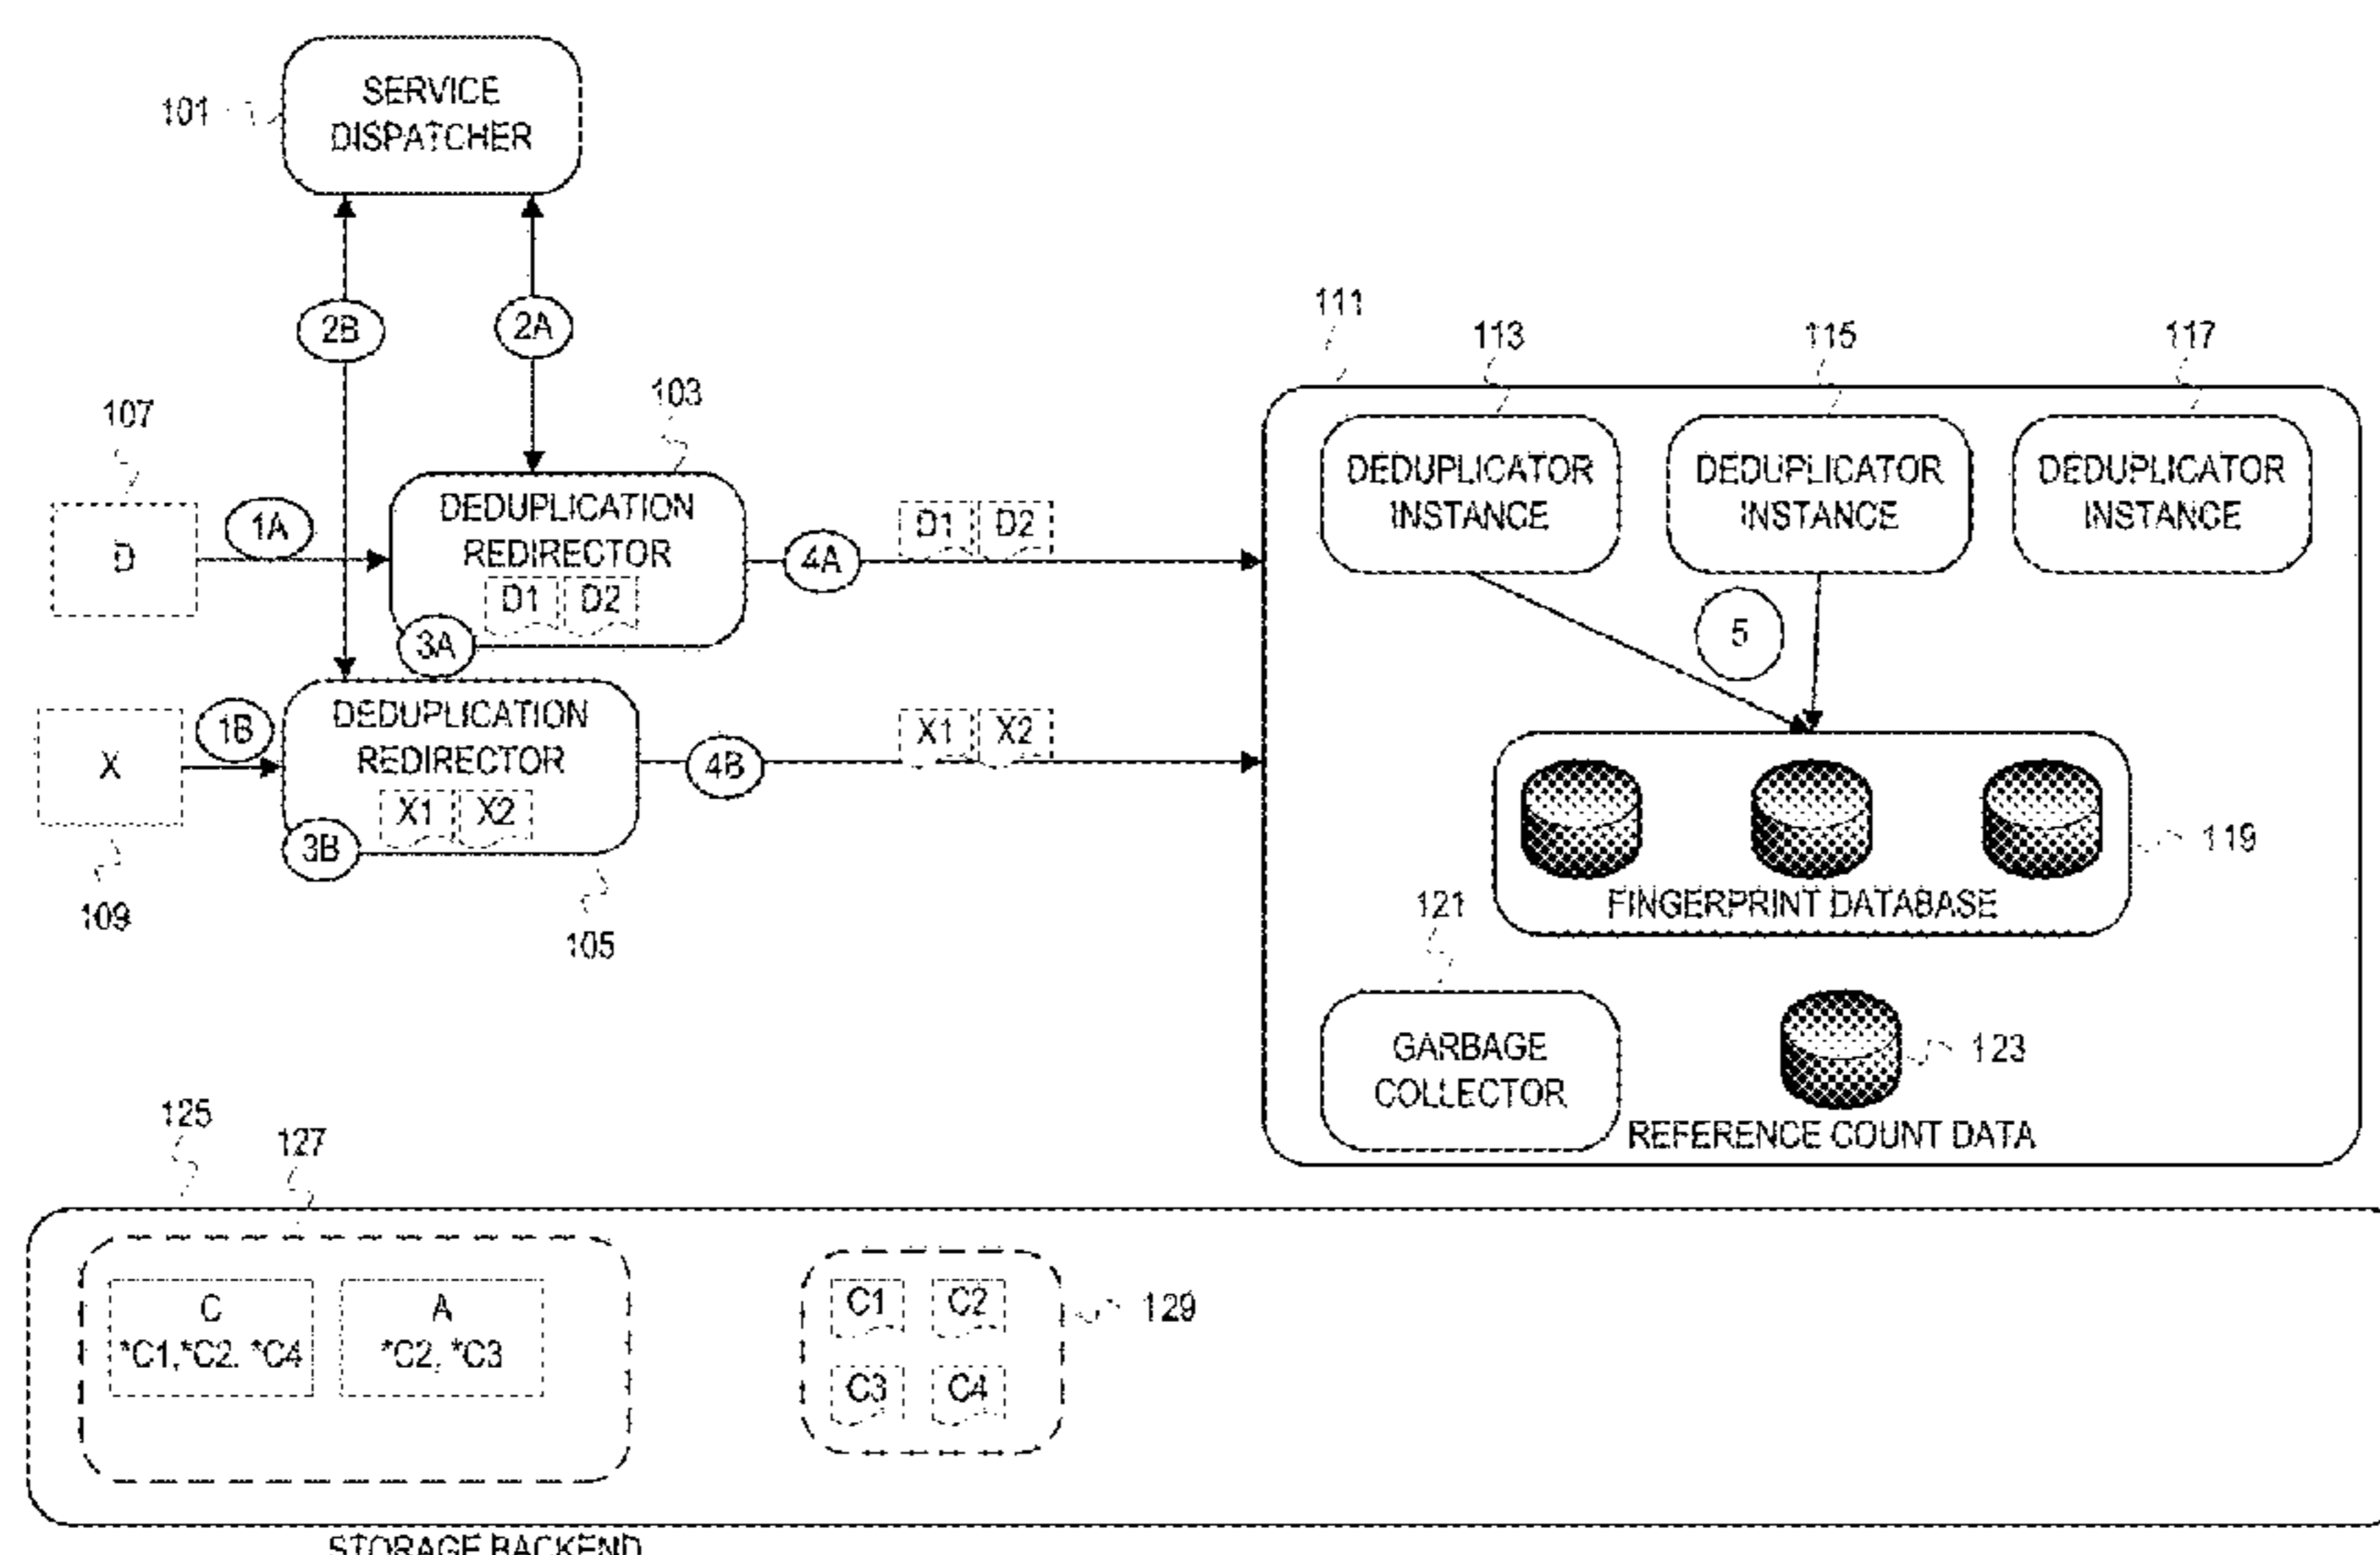 SERVICE
DISPATCHER
101
2B
2A
111
113
115
117
103
107
DEDUPLICATOR
INSTANCE
DEDUPLICATOR
INSTANCE
DEDUPLICATOR
INSTANCE
D
1A
DEDUPLICATION
REDIRECTOR
D1 D2
3A
4A
D1 D2
5
X
1B
DEDUPLICATION
REDIRECTOR
X1 X2
3B
4B
X1 X2
109
105
119
FINGERPRINT DATABASE
121
GARBAGE
COLLECTOR
123
REFERENCE COUNT DATA
125
127
C
*C1,*C2, *C4
A
*C2, *C3
C1 C2
C3 C4
129
STORAGE BACKEND